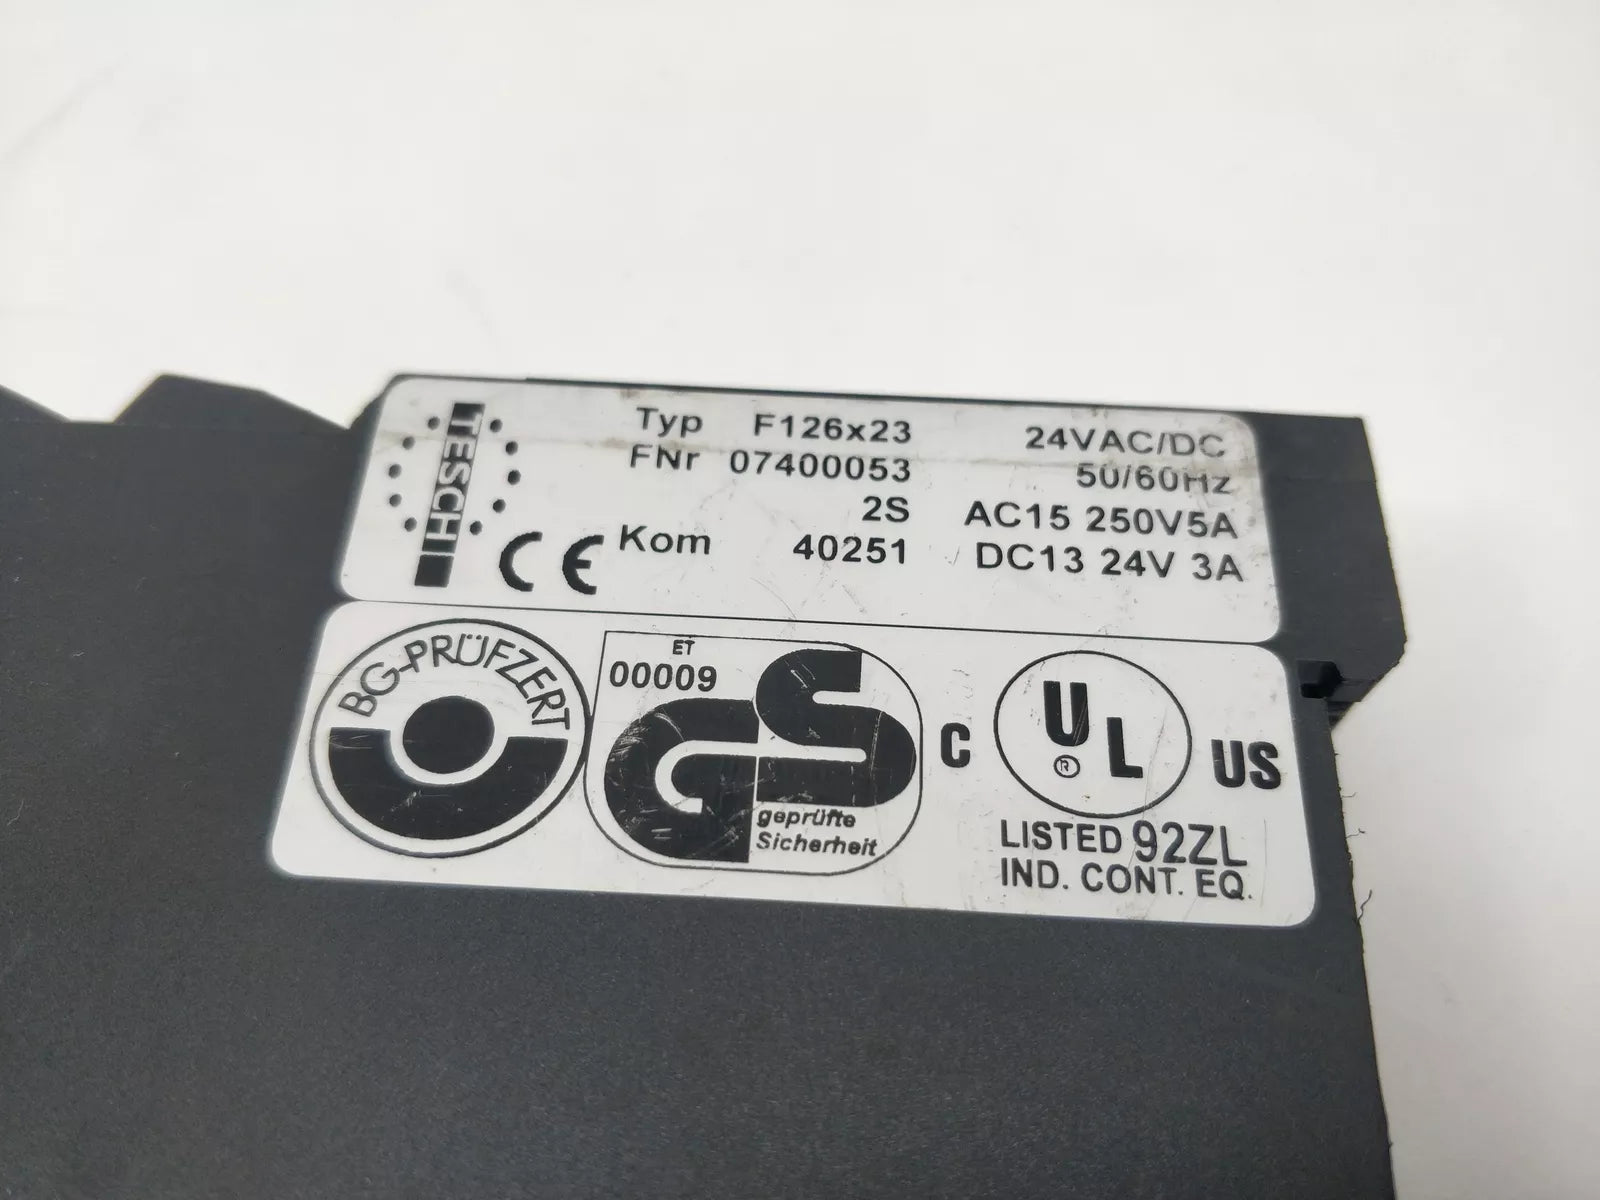 TESCH
Typ F126x23 24VAC/DC
FNr 07400053 50/60Hz
2S AC15 250V5A
Kom 40251 DC13 24V 3A
CE
BG-PRÜFZERT
ET
00009
GS
geprüfte
Sicherheit
C UL US
®
LISTED 92ZL
IND. CONT. EQ.